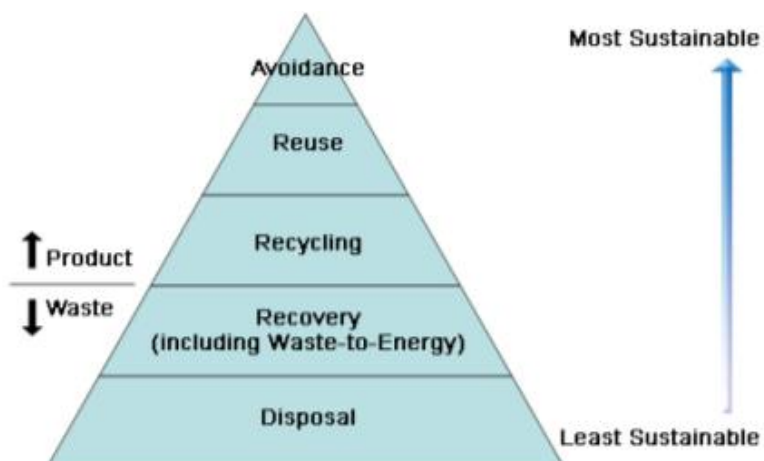 Most Sustainable
Avoidance
Reuse
Recycling
Product
Waste
Recovery
(including Waste-to-Energy)
Disposal
Least Sustainable